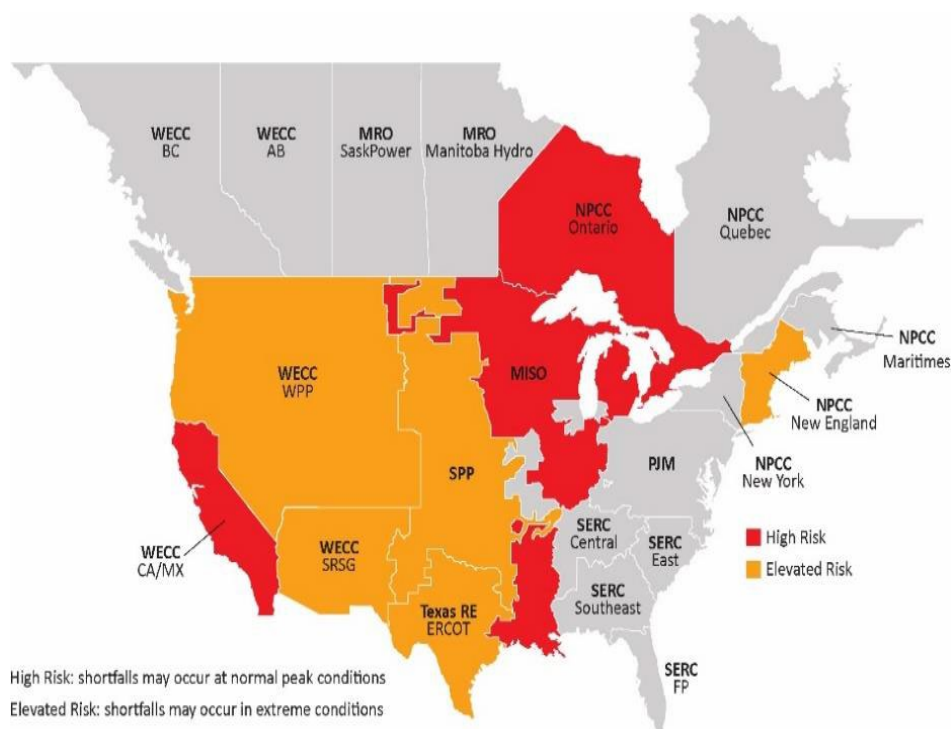 WECC
BC
WECC
AB
MRO
SaskPower
MRO
Manitoba Hydro
NPCC
Ontario
NPCC
Quebec
NPCC
Maritimes
WECC
WPP
MISO
NPCC
New England
SPP
PJM
NPCC
New York
WECC
CA/MX
WECC
SRSG
SERC
Central
SERC
East
High Risk
Elevated Risk
Texas RE
ERCOT
SERC
Southeast
SERC
FP
High Risk: shortfalls may occur at normal peak conditions
Elevated Risk: shortfalls may occur in extreme conditions